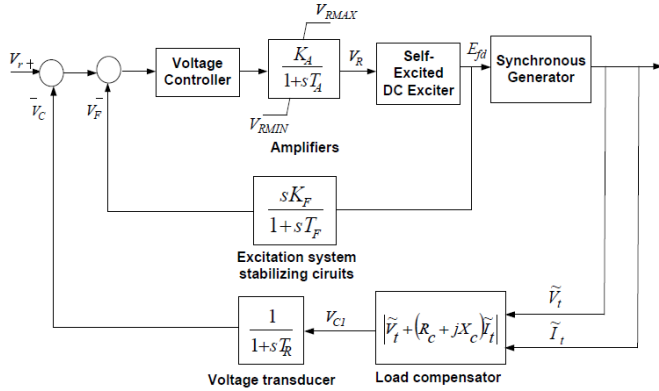 V_RMAX
V_r +
Voltage
Controller
K_A
1+sT_A
V_R
Self-
Excited
DC Exciter
E_fd
Synchronous
Generator
V_C
V_F
V_RMIN
Amplifiers
sK_F
1+sT_F
Excitation system
stabilizing ciruits
Ṽ_t
V_C1
1
1+sT_R
|Ṽ_t + (R_c + jX_c)Ĩ_t|
Ĩ_t
Voltage transducer
Load compensator